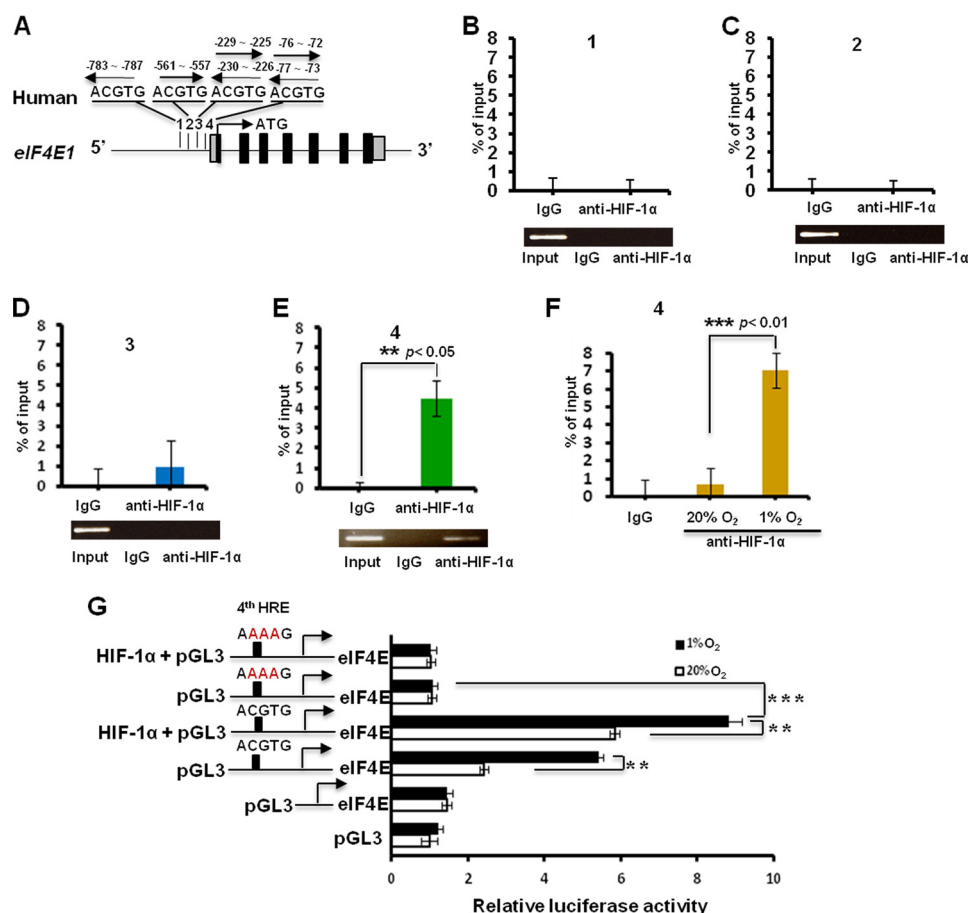 A
-229 ~ -225 -76 ~ -72
-783 ~ -787 -561 ~ -557 -230 ~ -226 -77 ~ -73
Human ACGTG ACGTG ACGTG ACGTG
1 2 3 4 ATG
eIF4E1 5’ 3’
B
1
% of input
8
7
6
5
4
3
2
1
0
IgG anti-HIF-1α
Input IgG anti-HIF-1α
C
2
% of input
8
7
6
5
4
3
2
1
0
IgG anti-HIF-1α
Input IgG anti-HIF-1α
D
3
% of input
8
7
6
5
4
3
2
1
0
IgG anti-HIF-1α
Input IgG anti-HIF-1α
E
4
** p< 0.05
% of input
8
7
6
5
4
3
2
1
0
IgG anti-HIF-1α
Input IgG anti-HIF-1α
F
4
*** p< 0.01
% of input
8
7
6
5
4
3
2
1
0
IgG 20% O2 1% O2
anti-HIF-1α
G
4th HRE
AAAAG
HIF-1α + pGL3 eIF4E
AAAAG
pGL3 eIF4E
ACGTG
HIF-1α + pGL3 eIF4E
ACGTG
pGL3 eIF4E
pGL3 eIF4E
pGL3
1%O2
20%O2
***
**
**
0 2 4 6 8 10
Relative luciferase activity